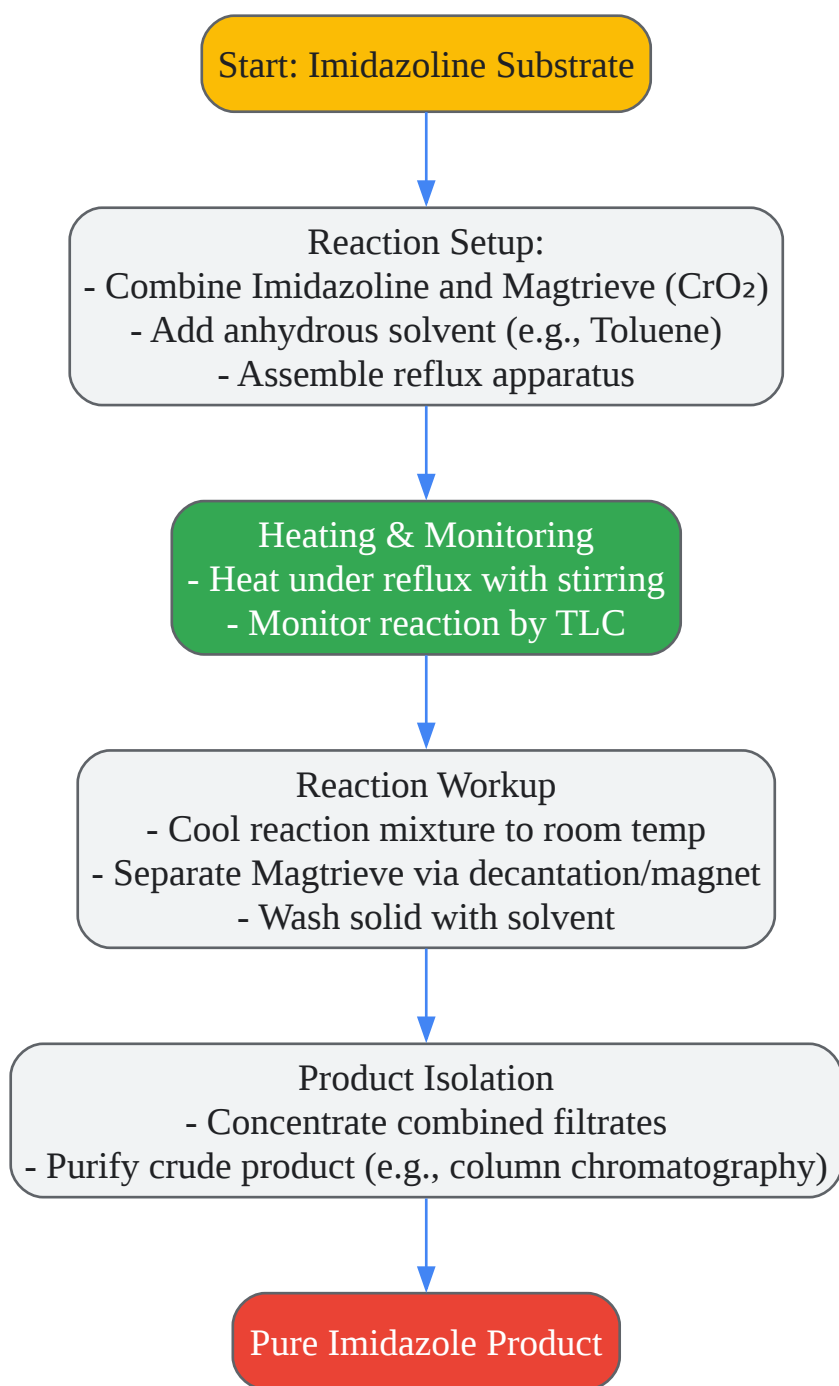 Start: Imidazoline Substrate
Reaction Setup:
- Combine Imidazoline and Magtrieve (CrO₂)
- Add anhydrous solvent (e.g., Toluene)
- Assemble reflux apparatus
Heating & Monitoring
- Heat under reflux with stirring
- Monitor reaction by TLC
Reaction Workup
- Cool reaction mixture to room temp
- Separate Magtrieve via decantation/magnet
- Wash solid with solvent
Product Isolation
- Concentrate combined filtrates
- Purify crude product (e.g., column chromatography)
Pure Imidazole Product